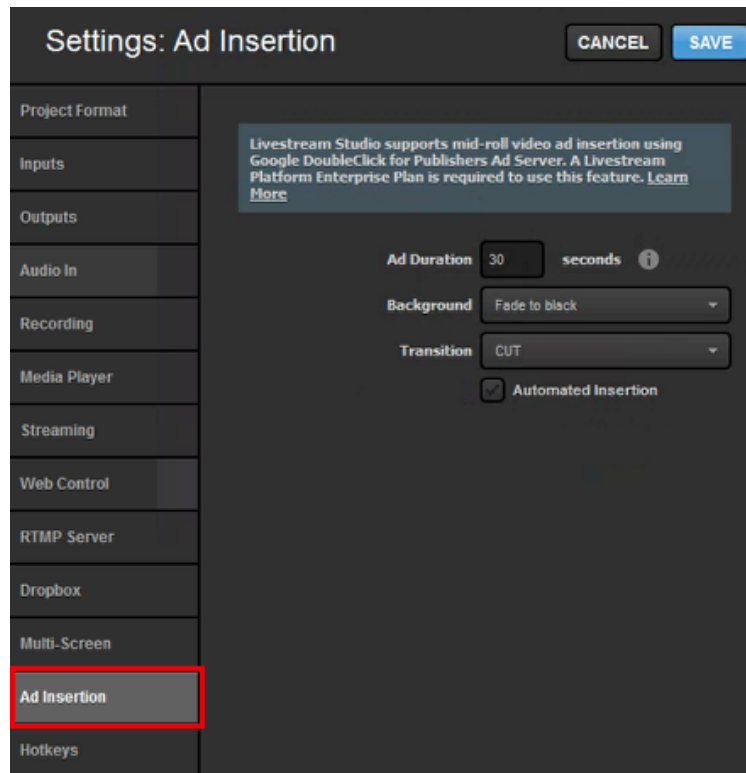 Settings: Ad Insertion
CANCEL
SAVE
Project Format
Inputs
Outputs
Audio In
Recording
Media Player
Streaming
Web Control
RTMP Server
Dropbox
Multi-Screen
Ad Insertion
Hotkeys
Livestream Studio supports mid-roll video ad insertion using
Google DoubleClick for Publishers Ad Server. A Livestream
Platform Enterprise Plan is required to use this feature. Learn
More
Ad Duration 30 seconds
Background Fade to black
Transition CUT
Automated Insertion